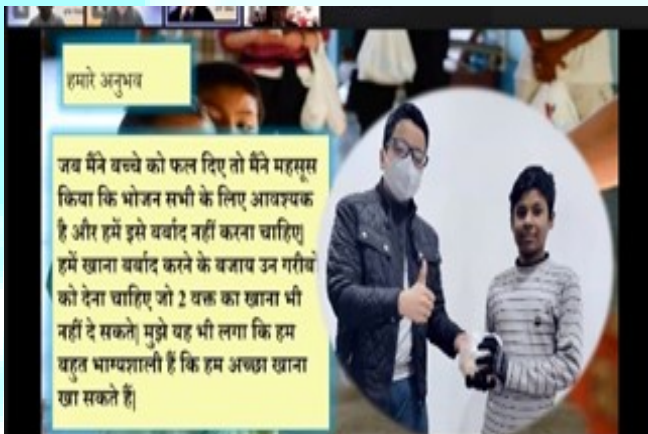 हमारे अनुभव
जब मैंने बच्चे को फल दिए तो मैंने महसूस
किया कि भोजन सभी के लिए आवश्यक
है और हमें इसे बर्बाद नहीं करना चाहिए|
हमें खाना बर्बाद करने के बजाय उन गरीबों
को देना चाहिए जो 2 वक्त का खाना भी
नहीं दे सकते| मुझे यह भी लगा कि हम
बहुत भाग्यशाली हैं कि हम अच्छा खाना
खा सकते हैं|